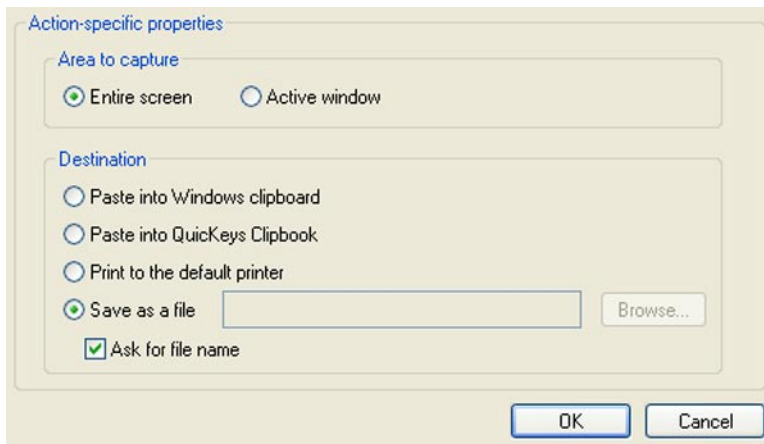 Action-specific properties
Area to capture
Entire screen Active window
Destination
Paste into Windows clipboard
Paste into QuicKeys Clipbook
Print to the default printer
Save as a file Browse...
Ask for file name
OK Cancel